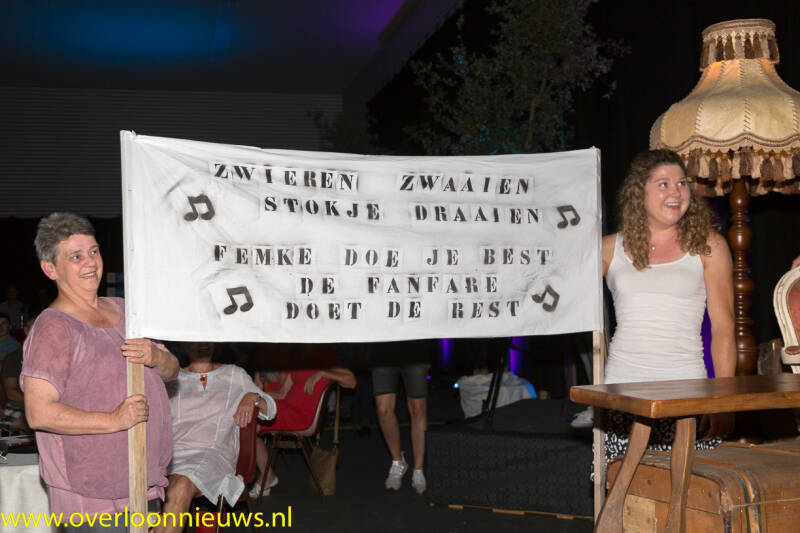 ZWIEREN ZWAAIEN
STOKJE DRAAIEN
FEMKE DOE JE BEST
DE FANFARE
DOET DE REST
www.overloonnieuws.nl